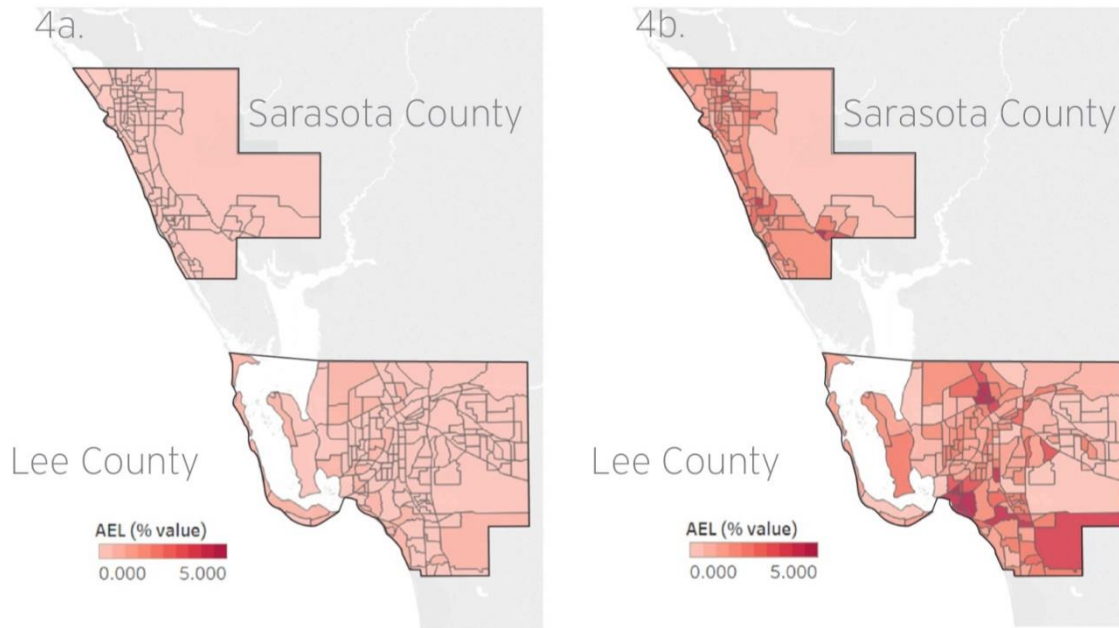 4a.
Sarasota County
Lee County
AEL (% value)
0.000 5.000
4b.
Sarasota County
Lee County
AEL (% value)
0.000 5.000